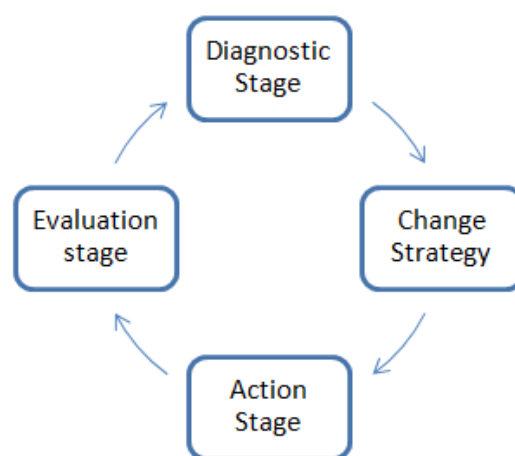 Diagnostic
Stage
Change
Strategy
Action
Stage
Evaluation
stage